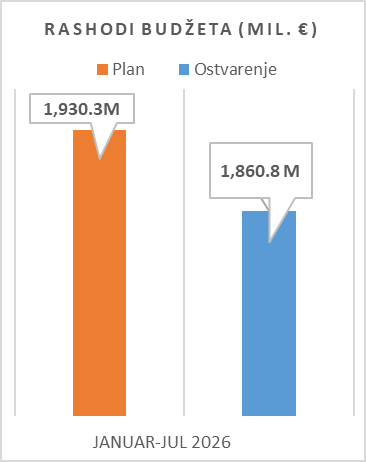 RASHODI BUDŽETA (MIL. €)
Plan Ostvarenje
1,930.3M
1,860.8 M
JANUAR-JUL 2026